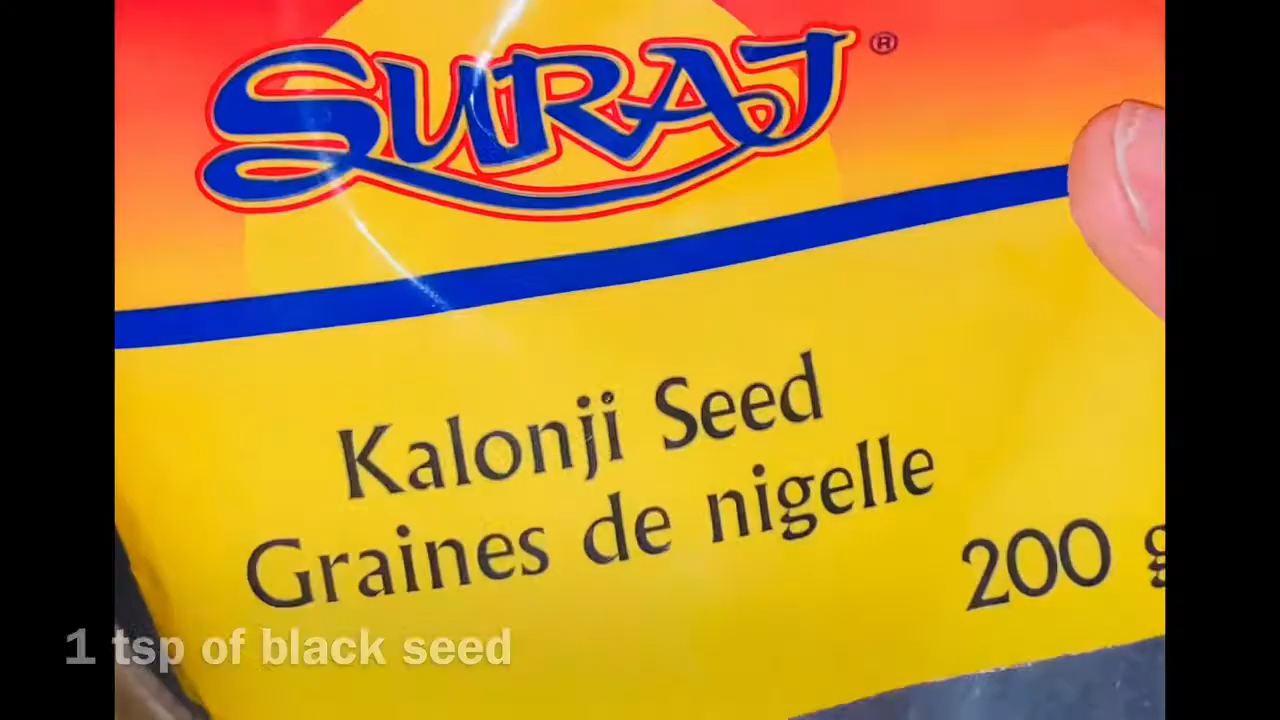 SURAJ®
Kalonji Seed
Graines de nigelle
200 g
1 tsp of black seed